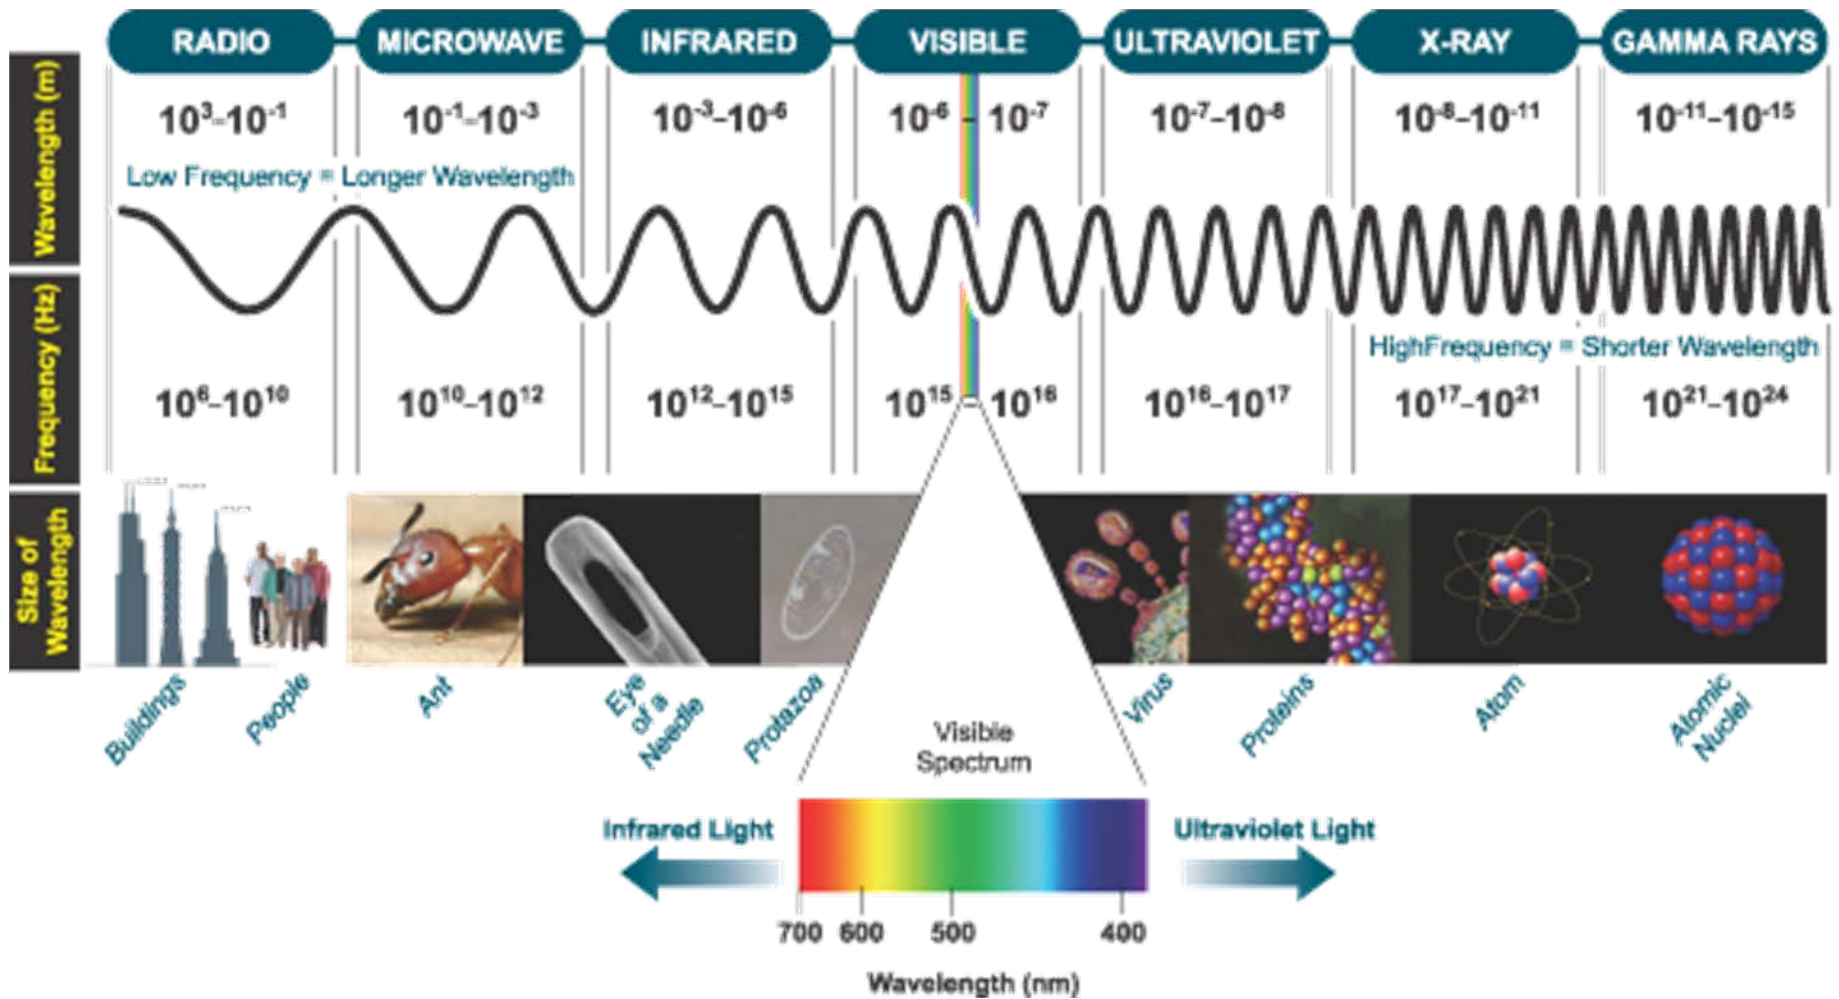 RADIO MICROWAVE INFRARED VISIBLE ULTRAVIOLET X-RAY GAMMA RAYS
Wavelength (m)
10³–10⁻¹ 10⁻¹–10⁻³ 10⁻³–10⁻⁶ 10⁻⁶ – 10⁻⁷ 10⁻⁷–10⁻⁸ 10⁻⁸–10⁻¹¹ 10⁻¹¹–10⁻¹⁵
Low Frequency = Longer Wavelength
HighFrequency = Shorter Wavelength
Frequency (Hz)
10⁶–10¹⁰ 10¹⁰–10¹² 10¹²–10¹⁵ 10¹⁵ – 10¹⁶ 10¹⁶–10¹⁷ 10¹⁷–10²¹ 10²¹–10²⁴
Size of
Wavelength
Buildings
People
Ant
Eye
of a
Needle
Protazoa
Virus
Proteins
Atom
Atomic
Nuclei
Visible
Spectrum
Infrared Light
Ultraviolet Light
700 600 500 400
Wavelength (nm)